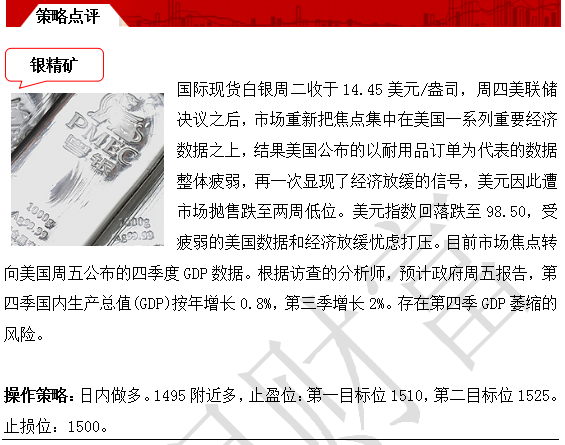 策略点评
银精矿
国际现货白银周二收于 14.45 美元/盎司，周四美联储
决议之后，市场重新把焦点集中在美国一系列重要经济
数据之上，结果美国公布的以耐用品订单为代表的数据
整体疲弱，再一次显现了经济放缓的信号，美元因此遭
市场抛售跌至两周低位。美元指数回落跌至 98.50，受
疲弱的美国数据和经济放缓忧虑打压。目前市场焦点转
向美国周五公布的四季度 GDP 数据。根据访查的分析师，预计政府周五报告，第
四季国内生产总值(GDP)按年增长 0.8%，第三季增长 2%。存在第四季 GDP 萎缩的
风险。
操作策略：日内做多。1495 附近多，止盈位：第一目标位 1510，第二目标位 1525。
止损位：1500。
PMEC
1000g
Ag99.99
1000g
Ag99.99
财富